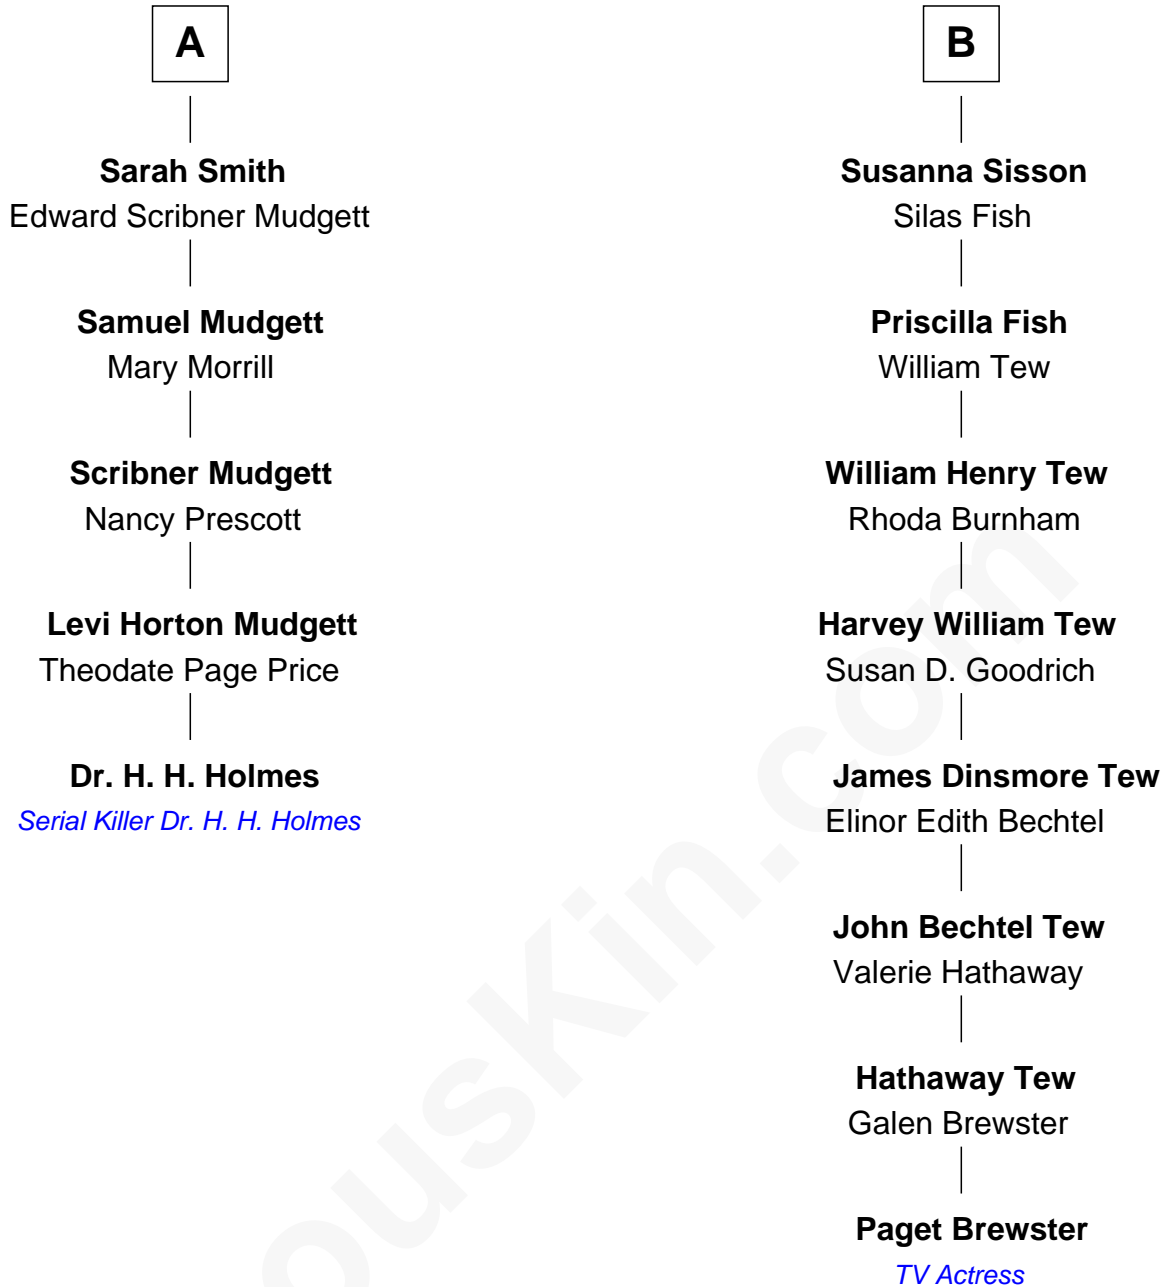 A
Sarah Smith
Edward Scribner Mudgett
Samuel Mudgett
Mary Morrill
Scribner Mudgett
Nancy Prescott
Levi Horton Mudgett
Theodate Page Price
Dr. H. H. Holmes
Serial Killer Dr. H. H. Holmes
B
Susanna Sisson
Silas Fish
Priscilla Fish
William Tew
William Henry Tew
Rhoda Burnham
Harvey William Tew
Susan D. Goodrich
James Dinsmore Tew
Elinor Edith Bechtel
John Bechtel Tew
Valerie Hathaway
Hathaway Tew
Galen Brewster
Paget Brewster
TV Actress
ousKin.com